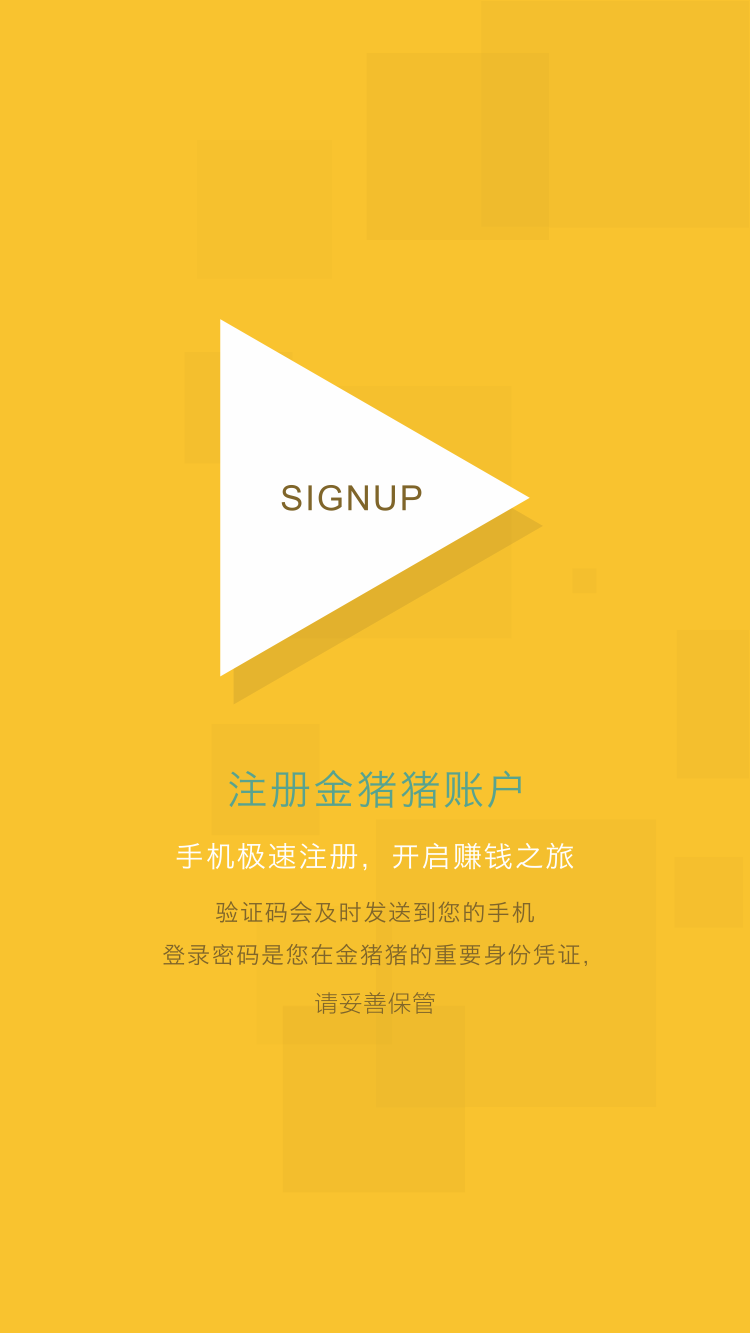 SIGNUP
注册金猪猪账户
手机极速注册，开启赚钱之旅
验证码会及时发送到您的手机
登录密码是您在金猪猪的重要身份凭证，
请妥善保管